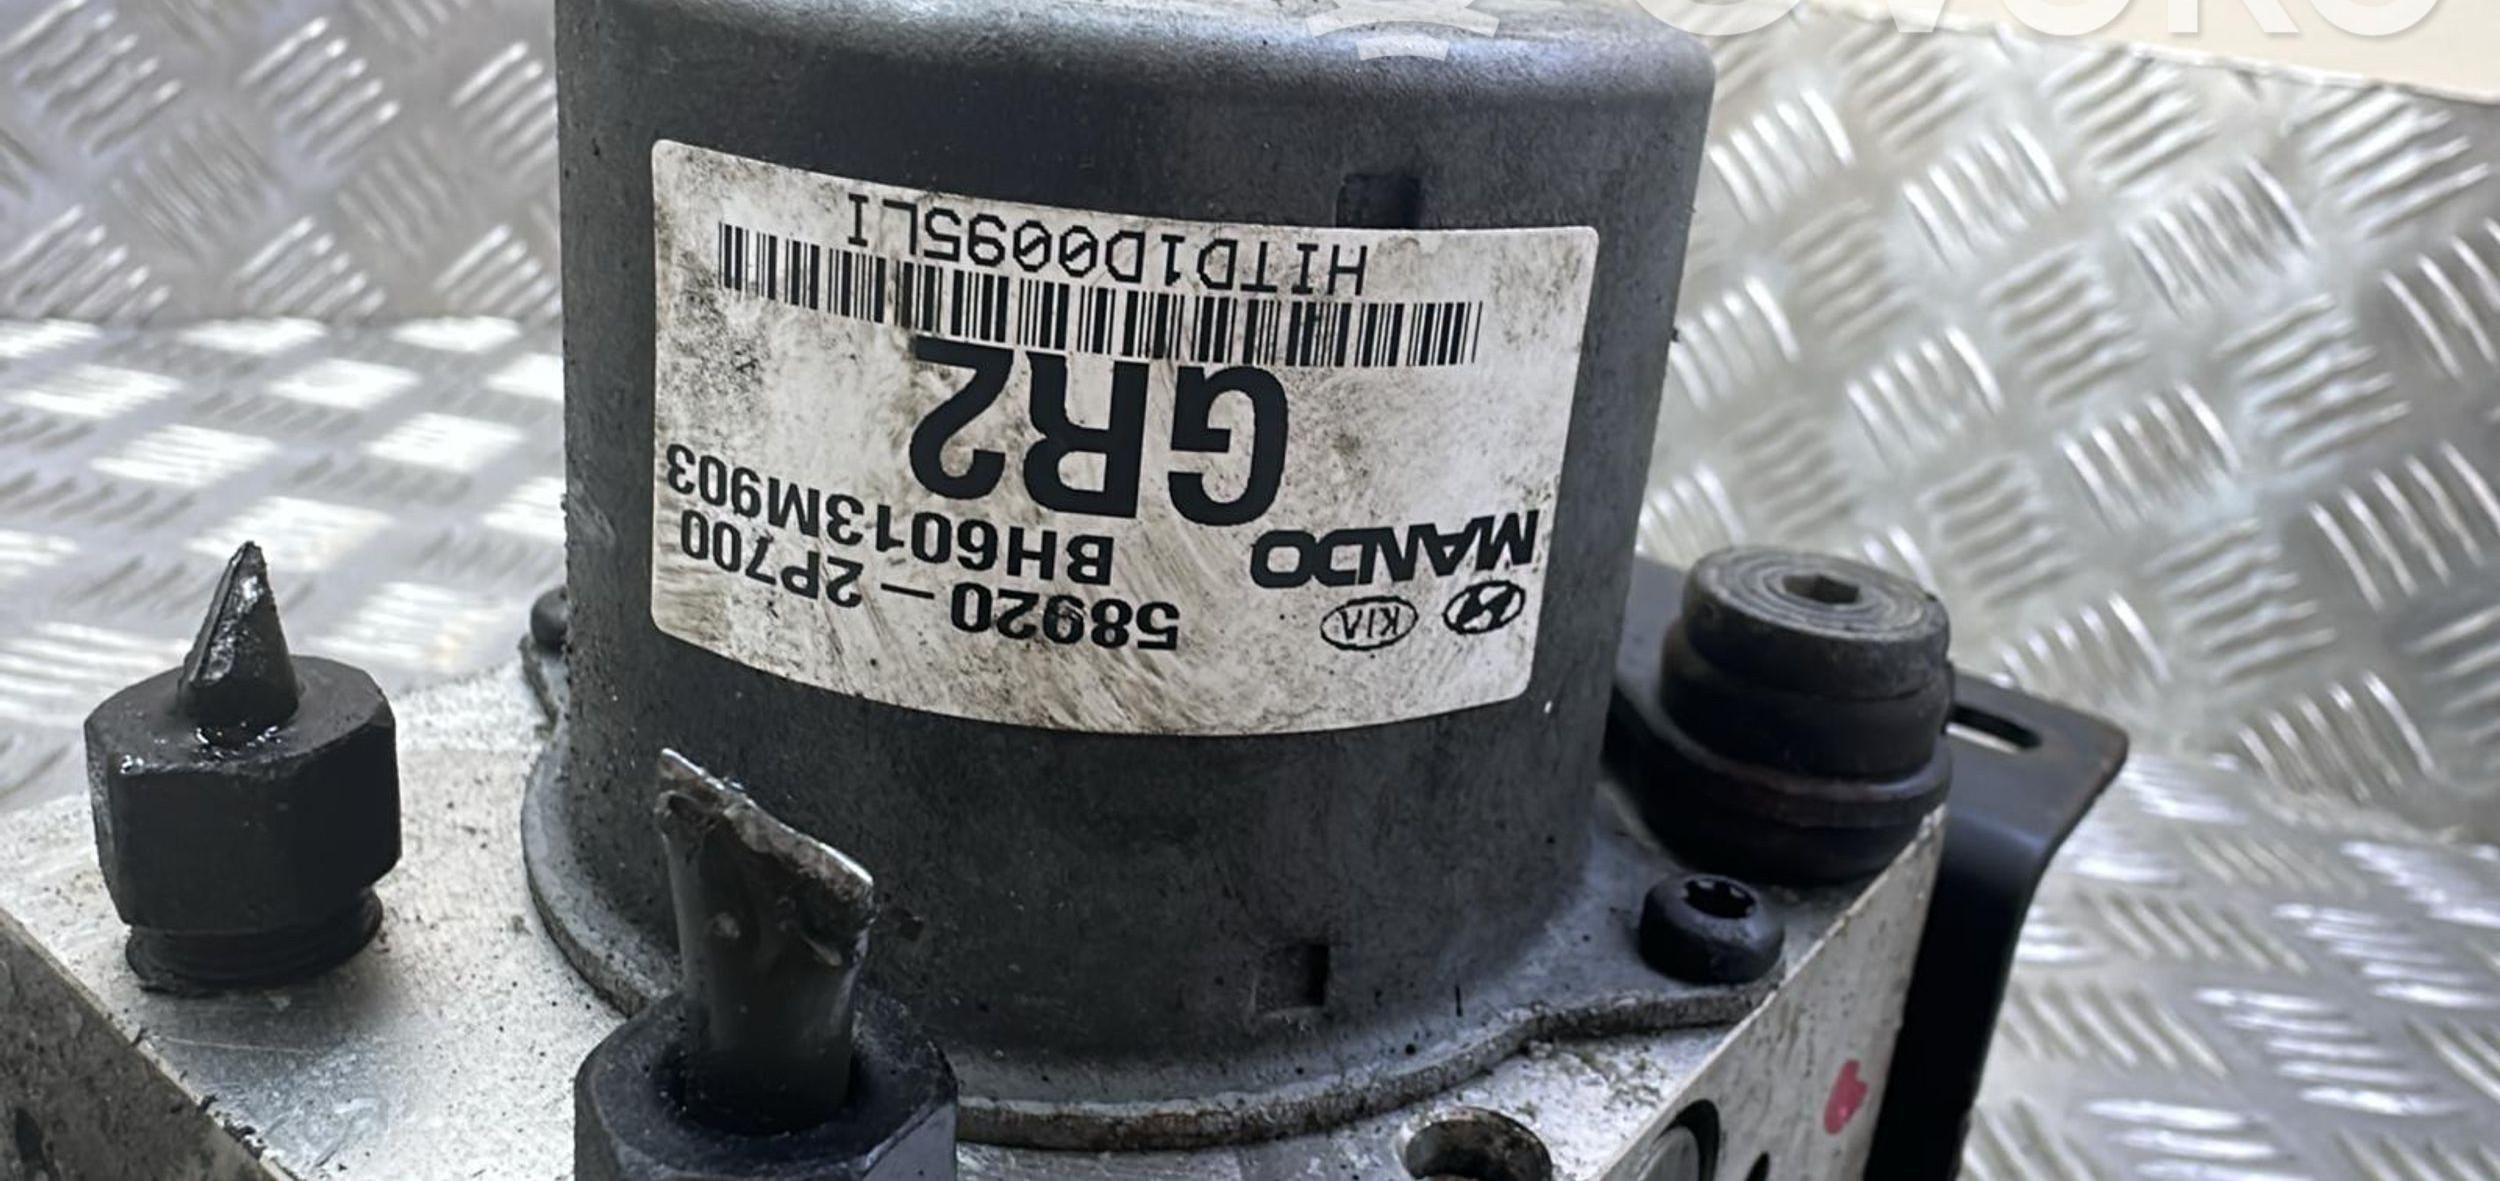 KIA
58920-2P700
MANDO
BH6013M903
GR2
HITD1D0095LI